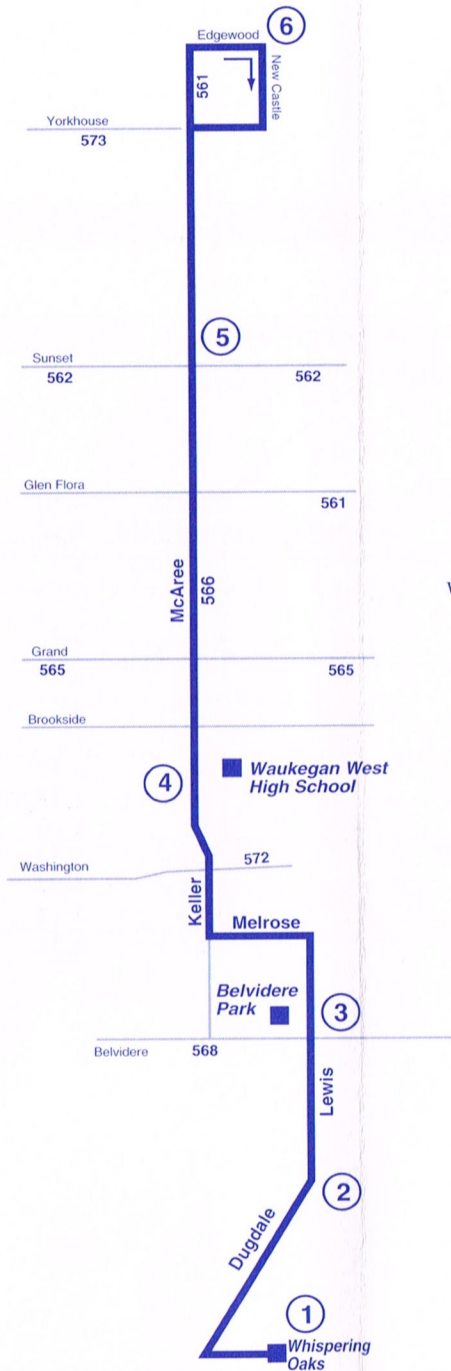 6
Edgewood
561
New Castle
Yorkhouse
573
5
Sunset
562
562
Glen Flora
561
McAree
566
Grand
565
565
Brookside
4
Waukegan West
High School
Washington
572
Keller
Melrose
Belvidere
Park
3
Belvidere
568
Lewis
2
Dugdale
1
Whispering
Oaks